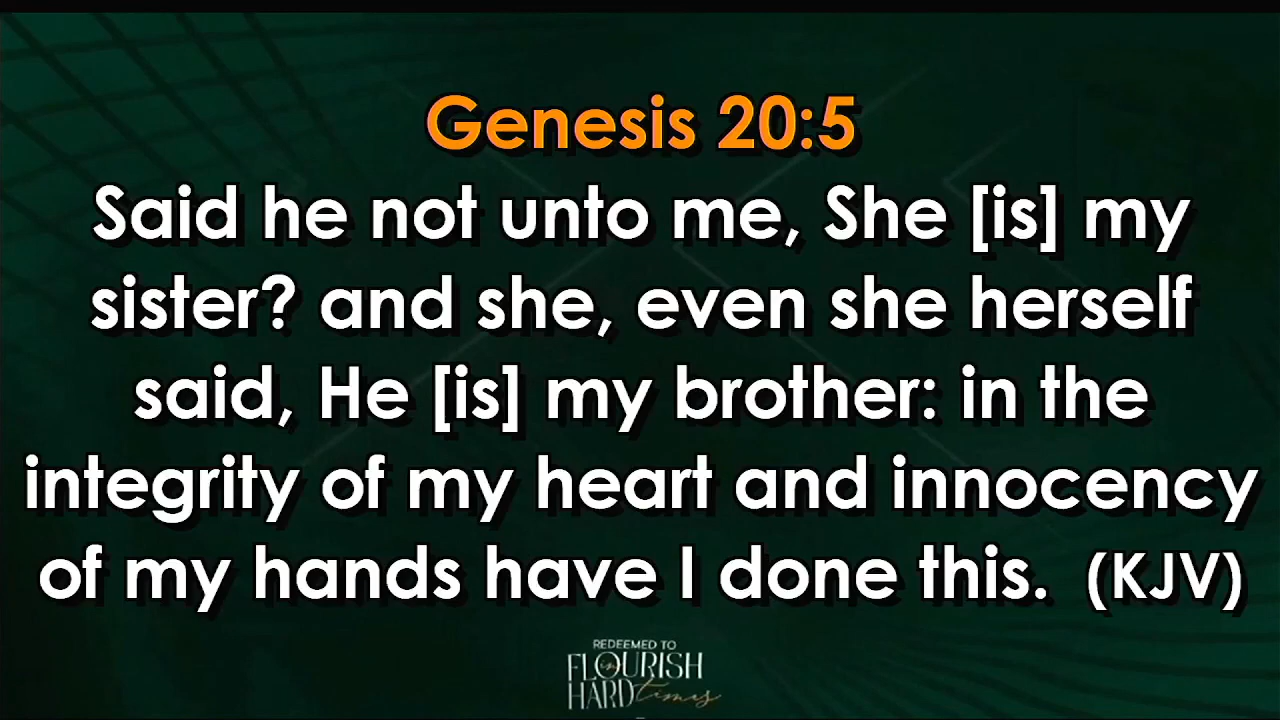 Genesis 20:5
Said he not unto me, She [is] my
sister? and she, even she herself
said, He [is] my brother: in the
integrity of my heart and innocency
of my hands have I done this.  (KJV)
REDEEMED TO
FLOURISH
in
HARD times